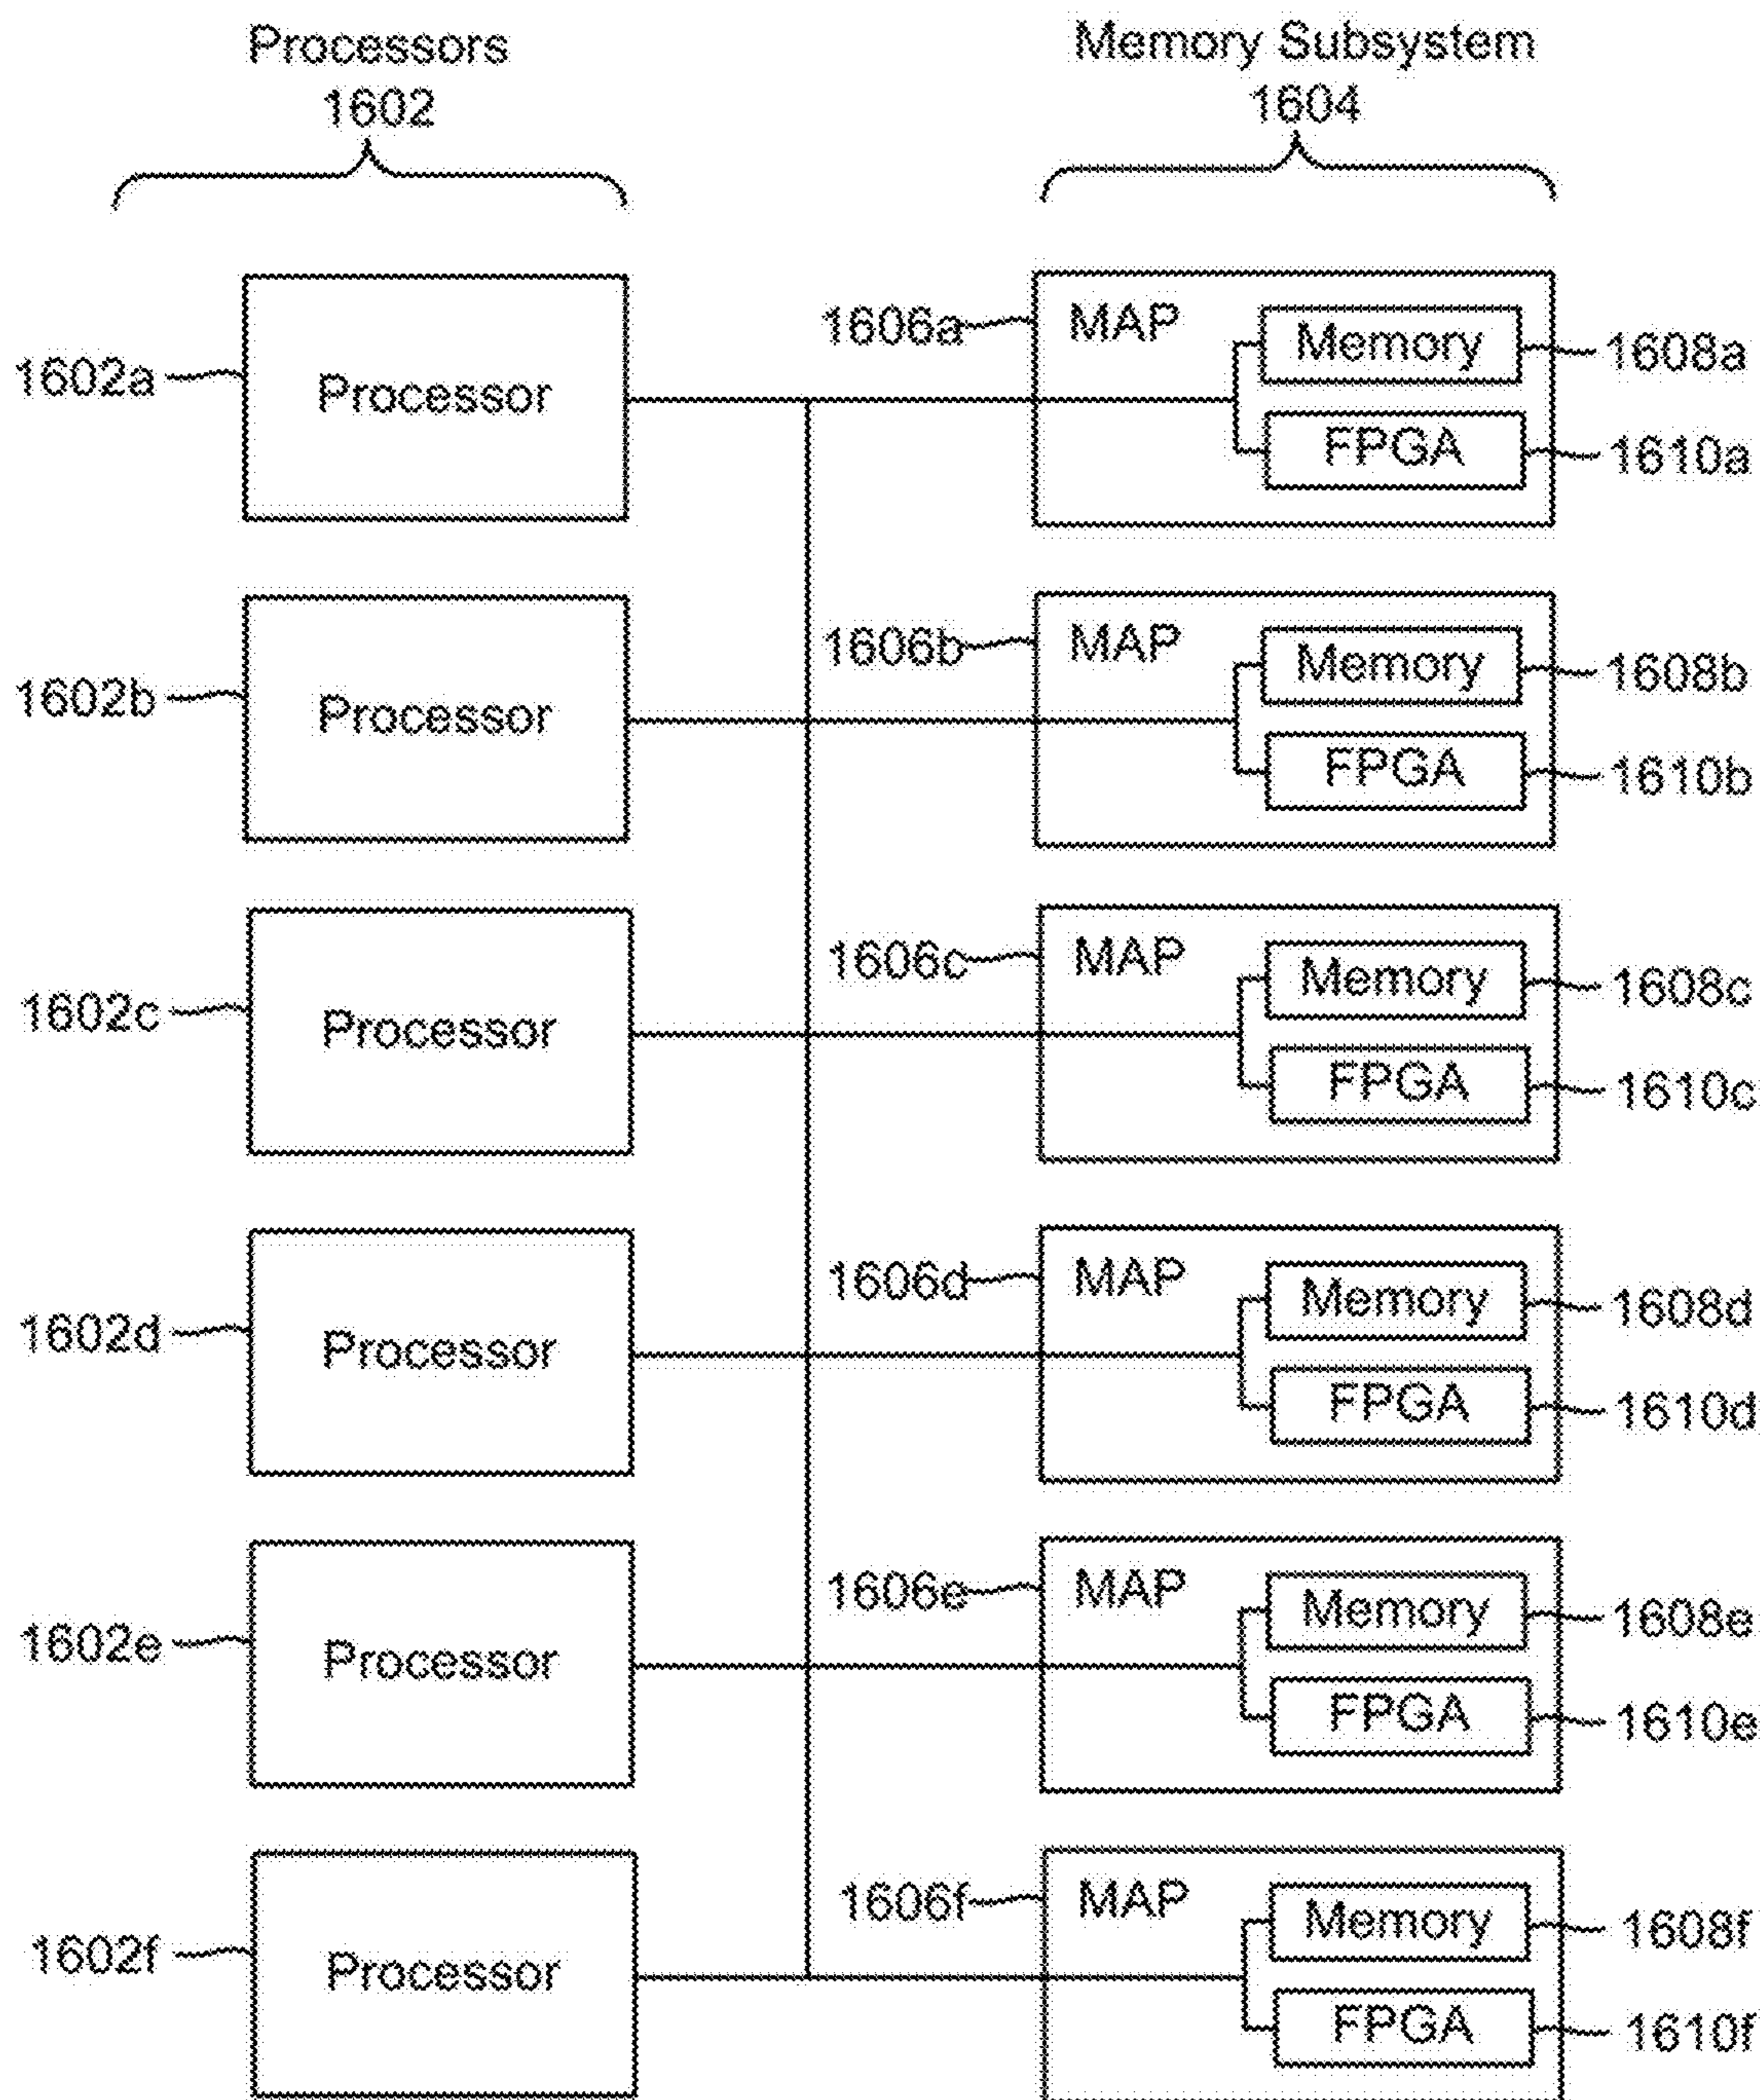 Processors
1602
Memory Subsystem
1604
1606a
MAP
Memory
1608a
1602a
Processor
FPGA
1610a
1606b
MAP
Memory
1608b
1602b
Processor
FPGA
1610b
1606c
MAP
Memory
1608c
1602c
Processor
FPGA
1610c
1606d
MAP
Memory
1608d
1602d
Processor
FPGA
1610d
1606e
MAP
Memory
1608e
1602e
Processor
FPGA
1610e
1606f
MAP
Memory
1608f
1602f
Processor
FPGA
1610f